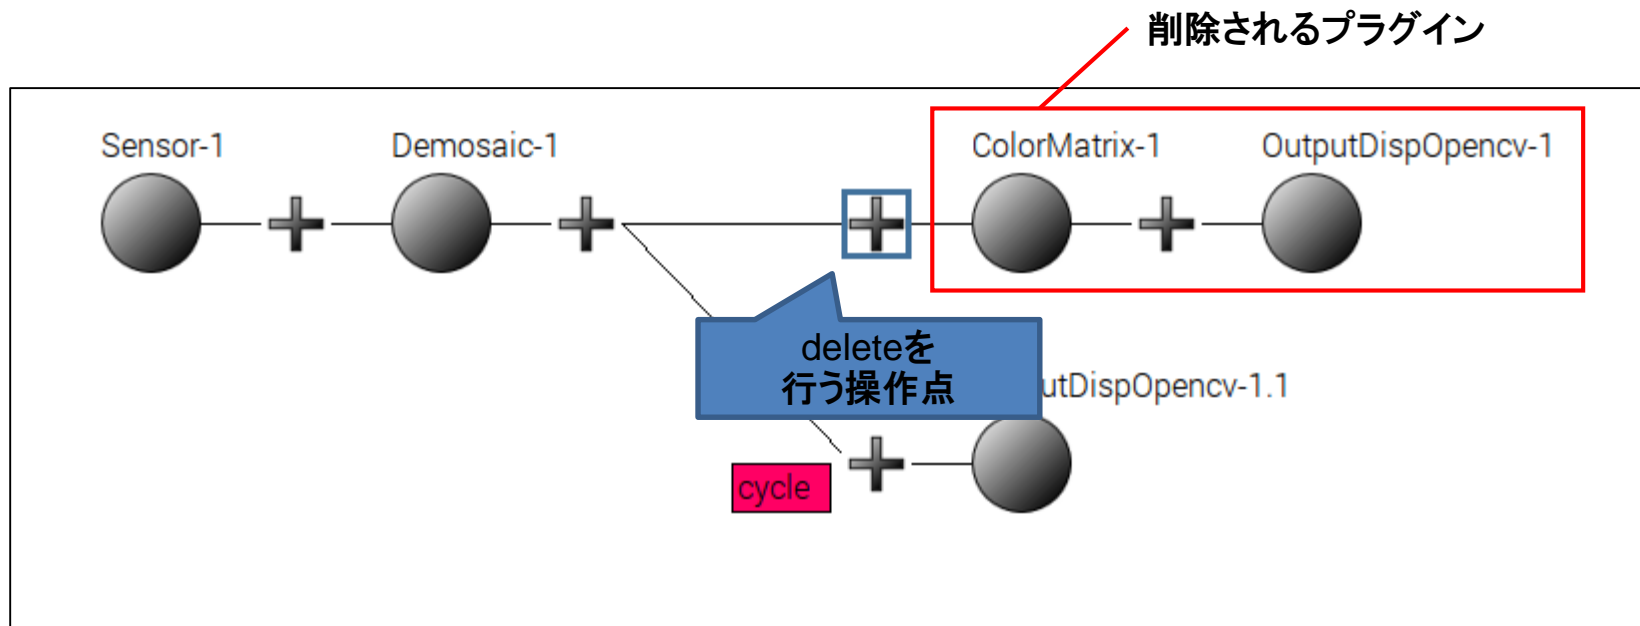 削除されるプラグイン
Sensor-1
Demosaic-1
ColorMatrix-1
OutputDispOpencv-1
deleteを
行う操作点
utDispOpencv-1.1
cycle